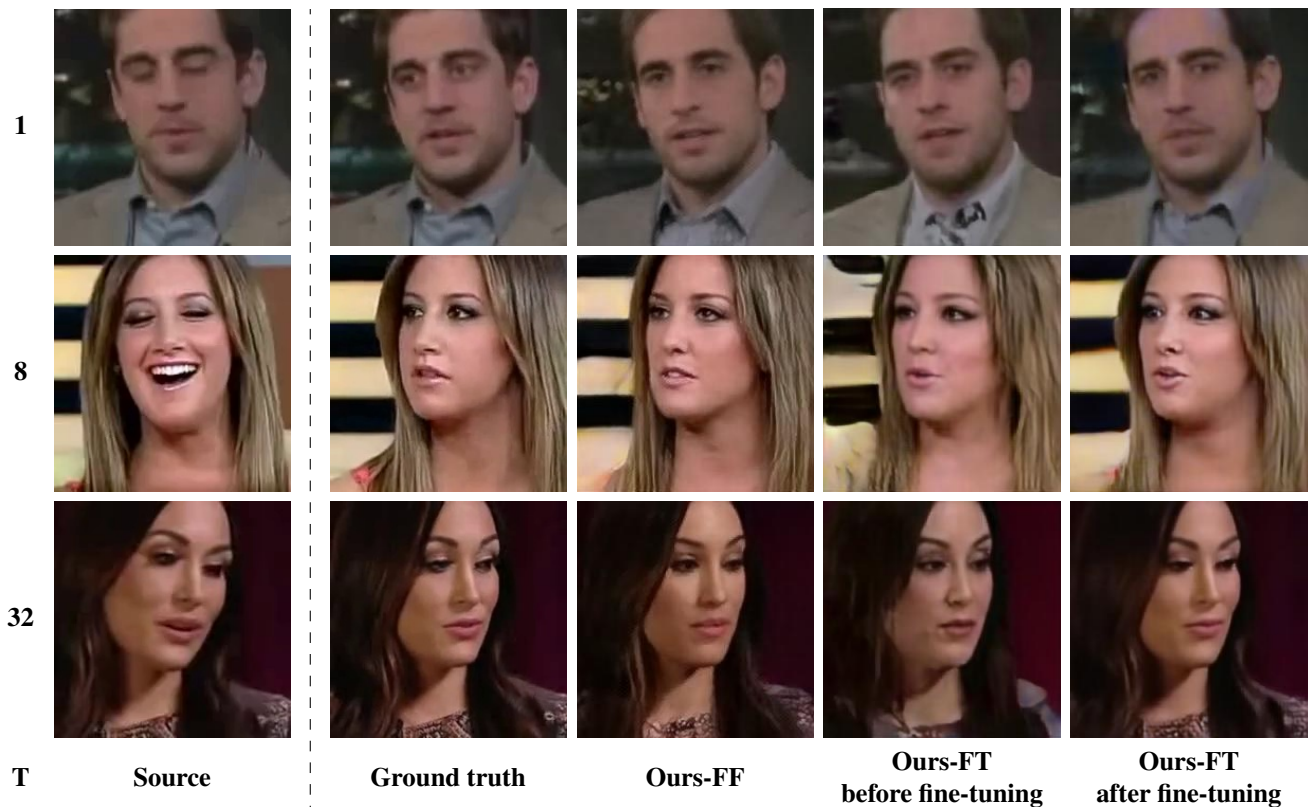 1
8
32
T
Source
Ground truth
Ours-FF
Ours-FT
before fine-tuning
Ours-FT
after fine-tuning